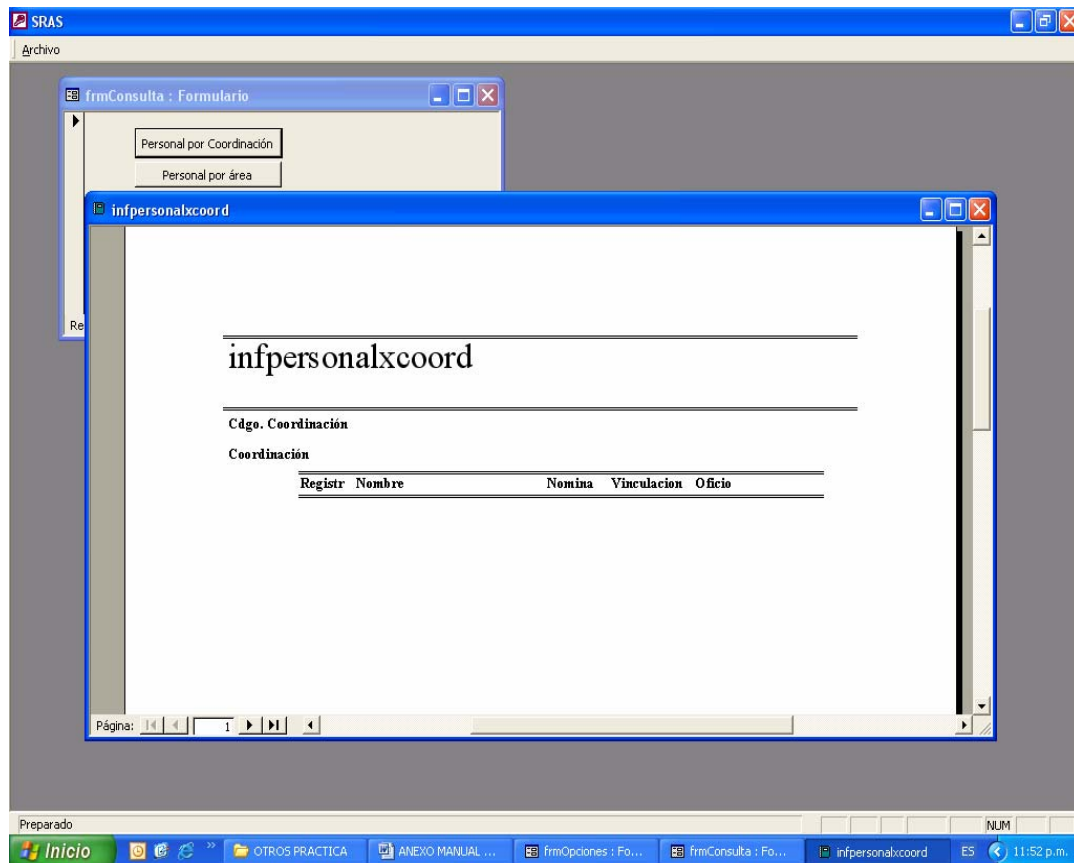 SRAS
Archivo
frmConsulta : Formulario
Personal por Coordinación
Personal por área
infpersonalxcoord
Re
infpersonalxcoord
Cdgo. Coordinación
Coordinación
Registr Nombre Nomina Vinculacion Oficio
Página: 1
Preparado NUM
Inicio » OTROS PRACTICA ANEXO MANUAL ... frmOpciones : Fo... frmConsulta : Fo... infpersonalxcoord ES 11:52 p.m.